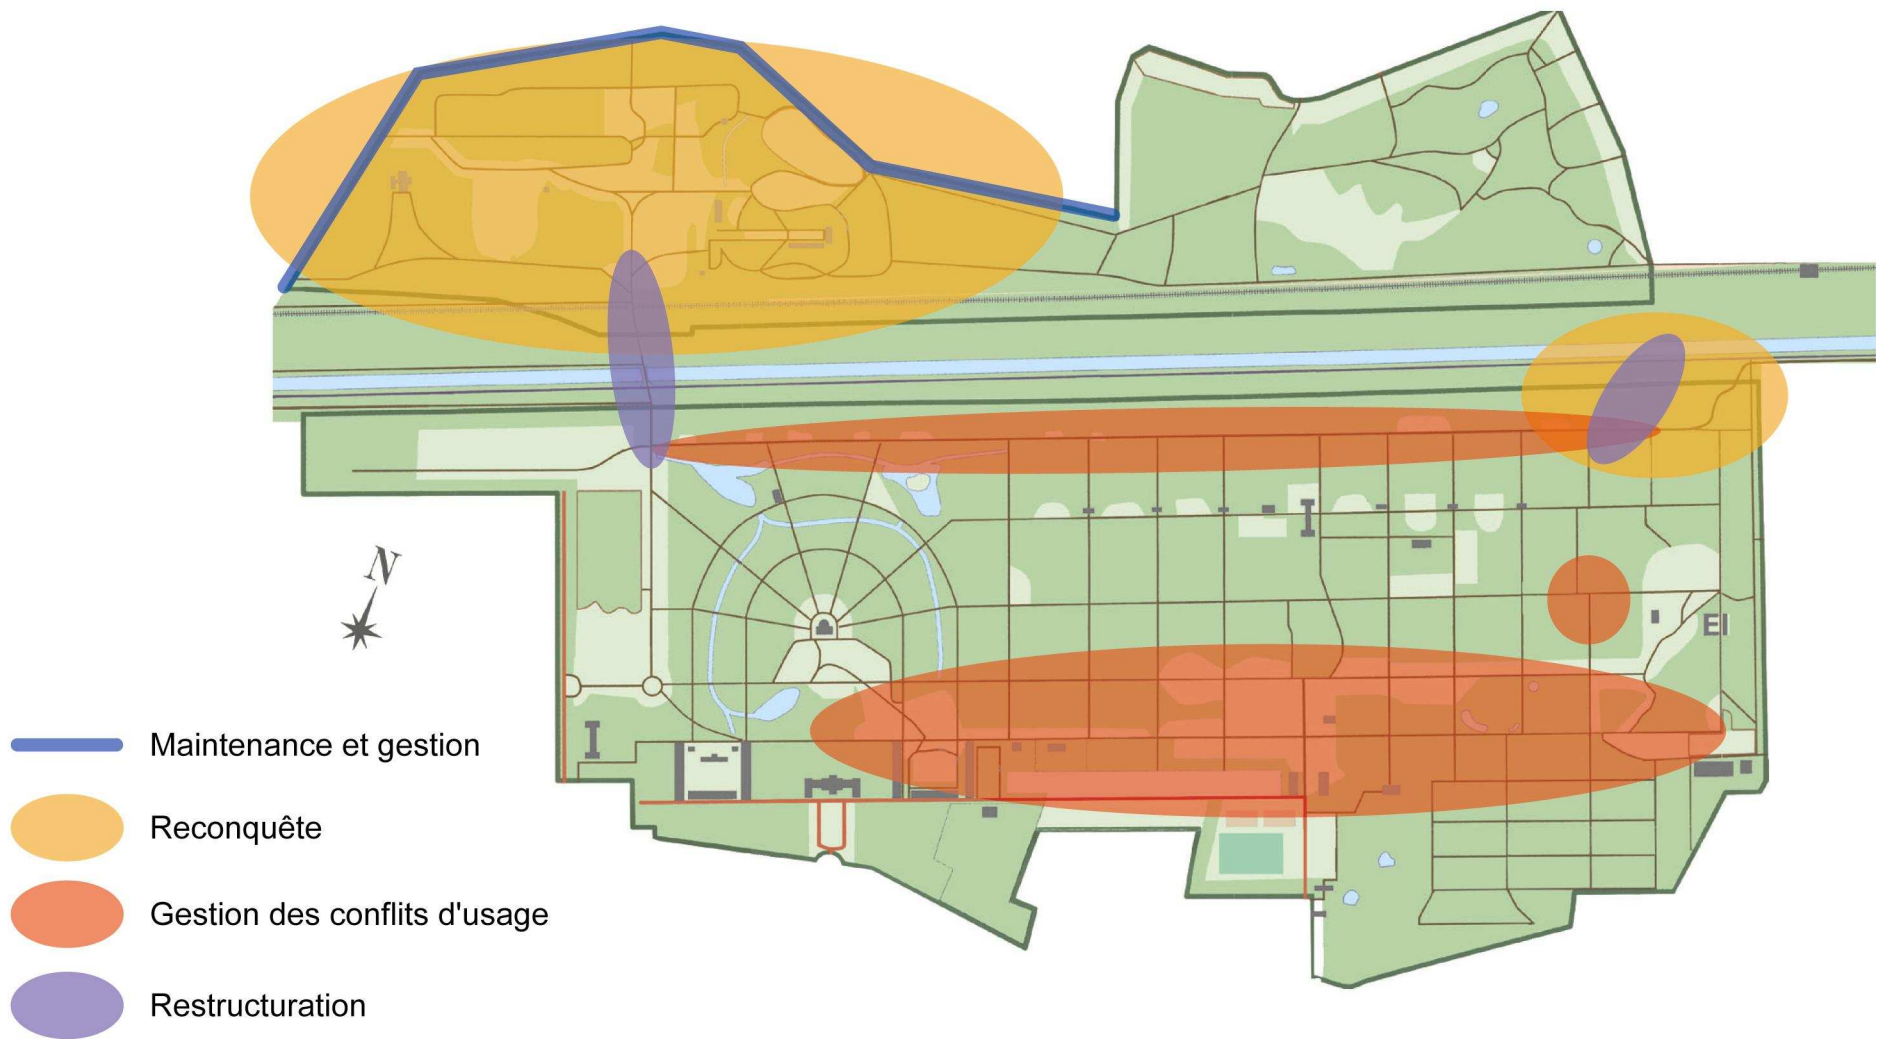 N
Maintenance et gestion
Reconquête
Gestion des conflits d'usage
Restructuration